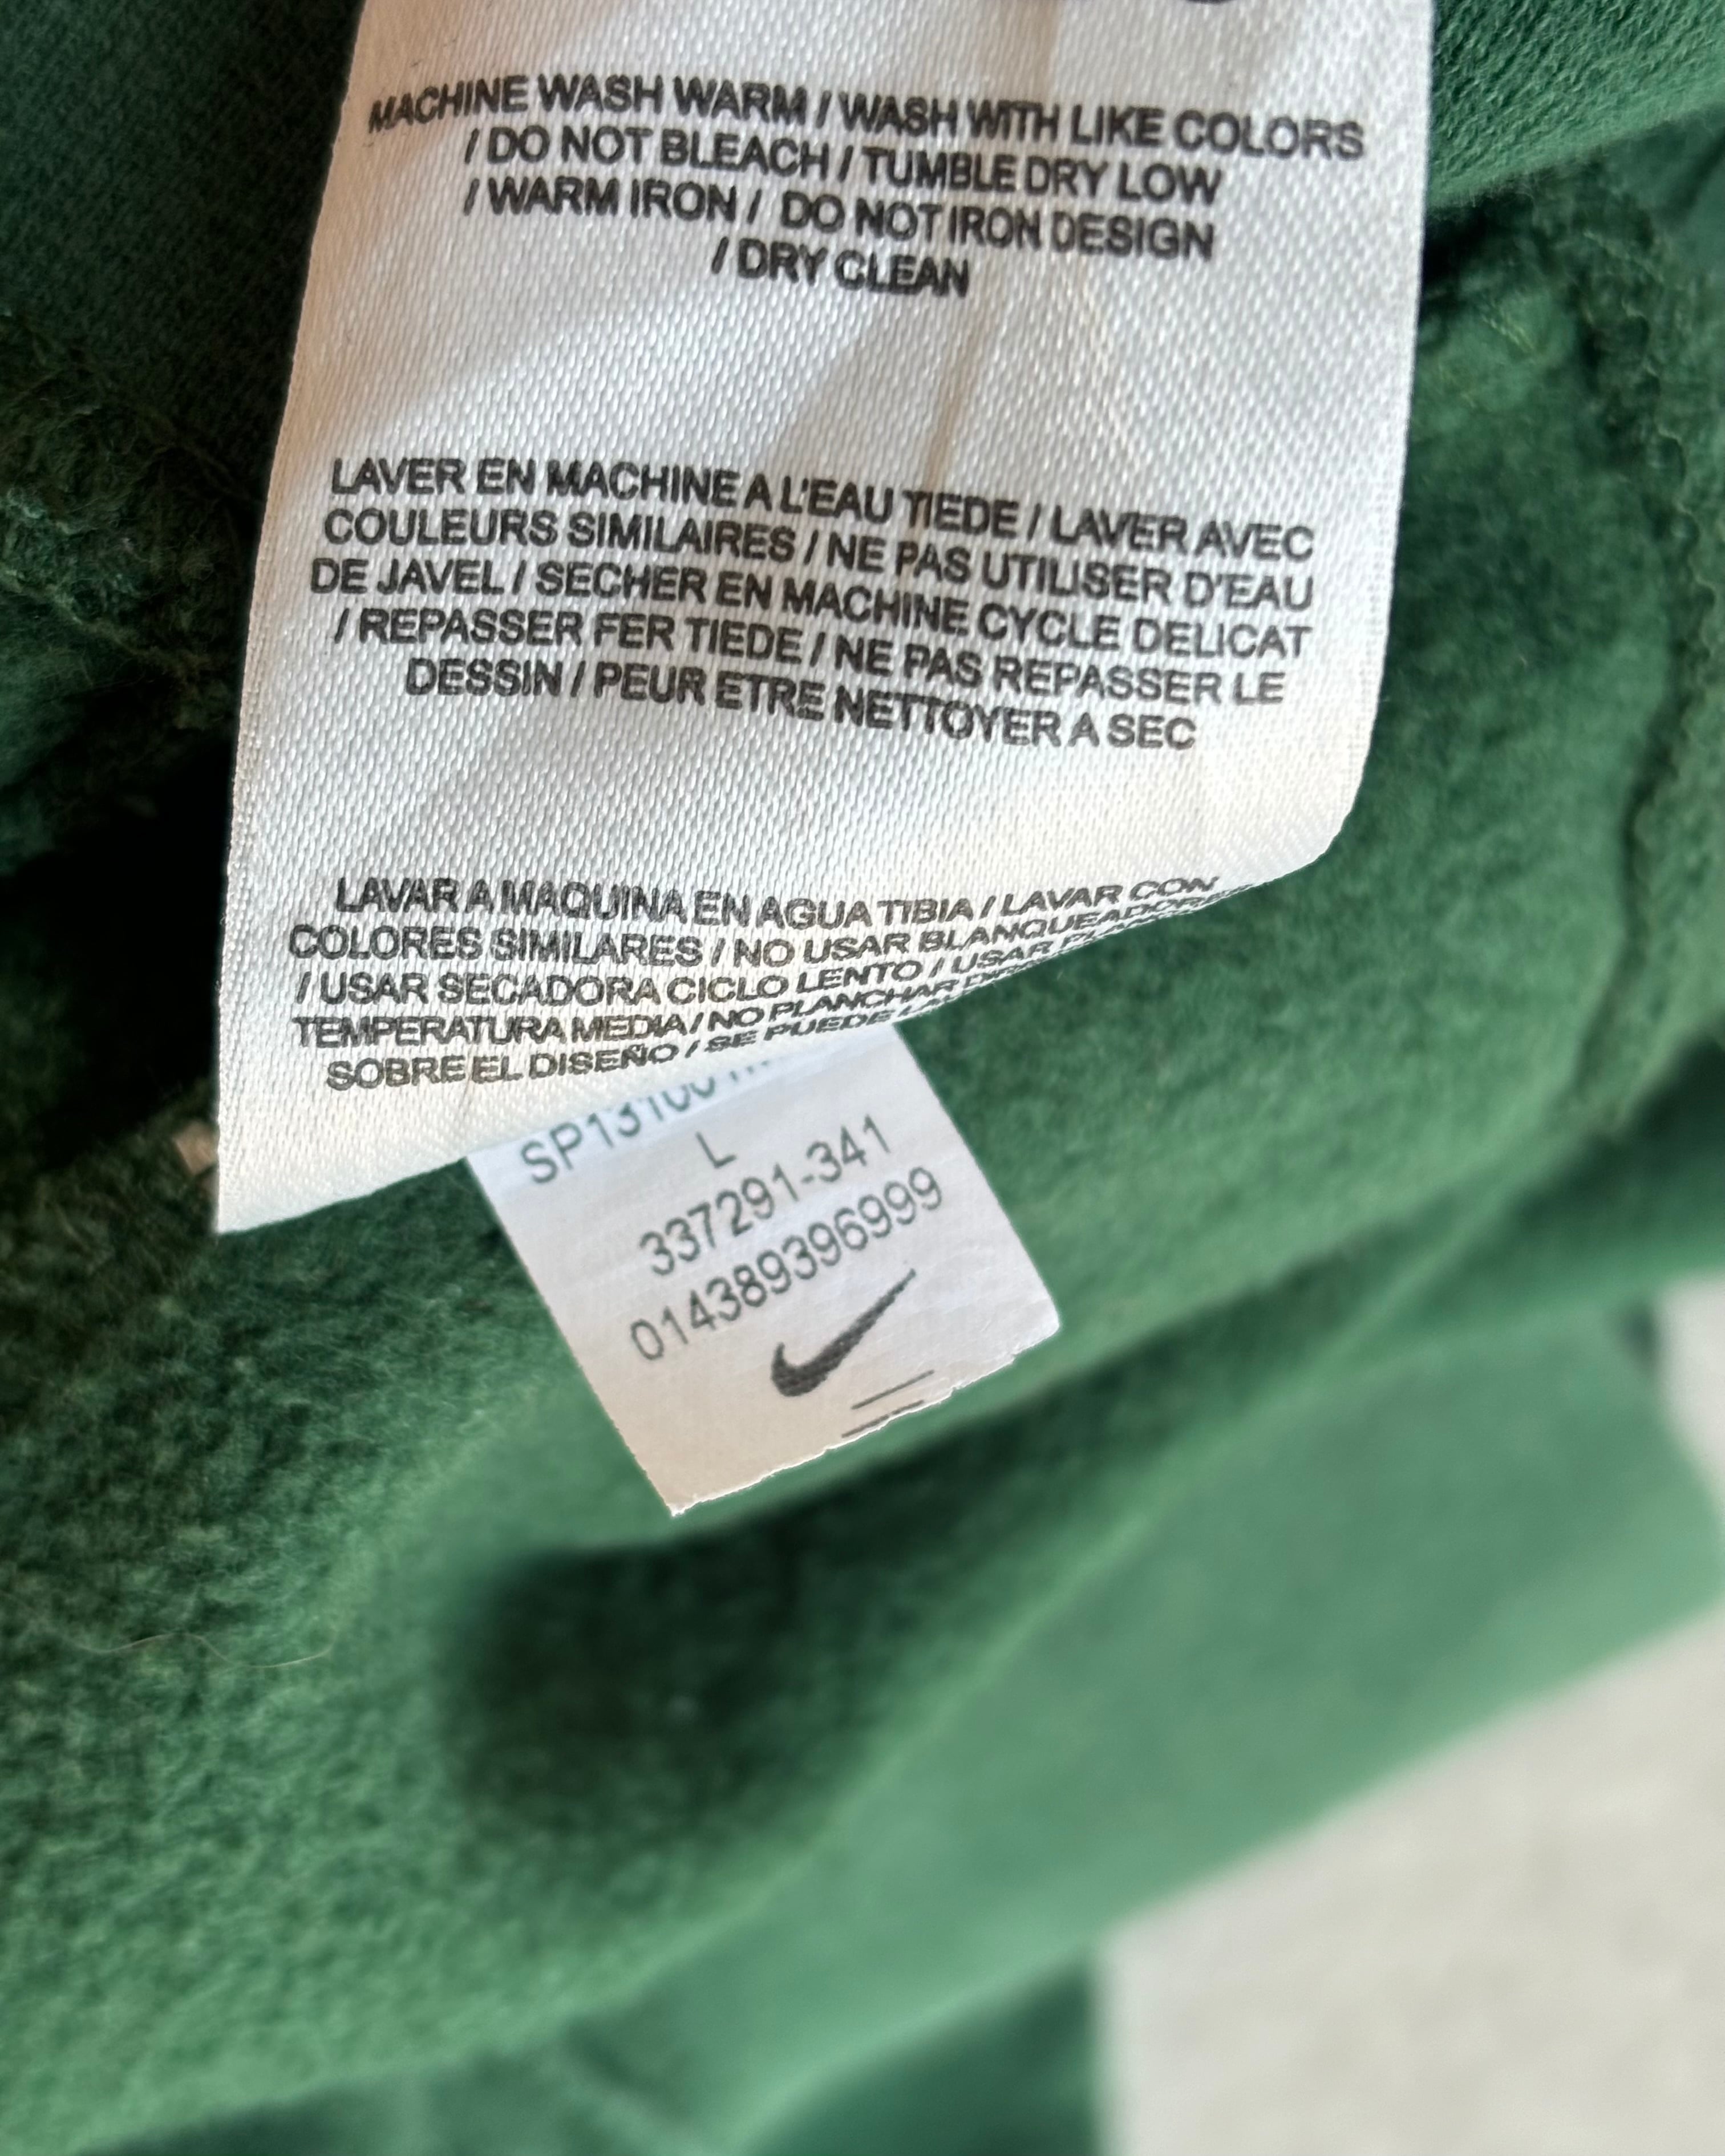 MACHINE WASH WARM / WASH WITH LIKE COLORS
/ DO NOT BLEACH / TUMBLE DRY LOW
/ WARM IRON / DO NOT IRON DESIGN
/ DRY CLEAN
LAVER EN MACHINE A L'EAU TIEDE / LAVER AVEC
COULEURS SIMILAIRES / NE PAS UTILISER D'EAU
DE JAVEL / SECHER EN MACHINE CYCLE DELICAT
/ REPASSER FER TIEDE / NE PAS REPASSER LE
DESSIN / PEUR ETRE NETTOYER A SEC
LAVAR A MAQUINA EN AGUA TIBIA / LAVAR CON
COLORES SIMILARES / NO USAR BLANQUEADORES
/ USAR SECADORA CICLO LENTO / USAR
TEMPERATURA MEDIA / NO PLANCHAR
SOBRE EL DISEÑO / SE PUEDE
L
337291-341
014389396999